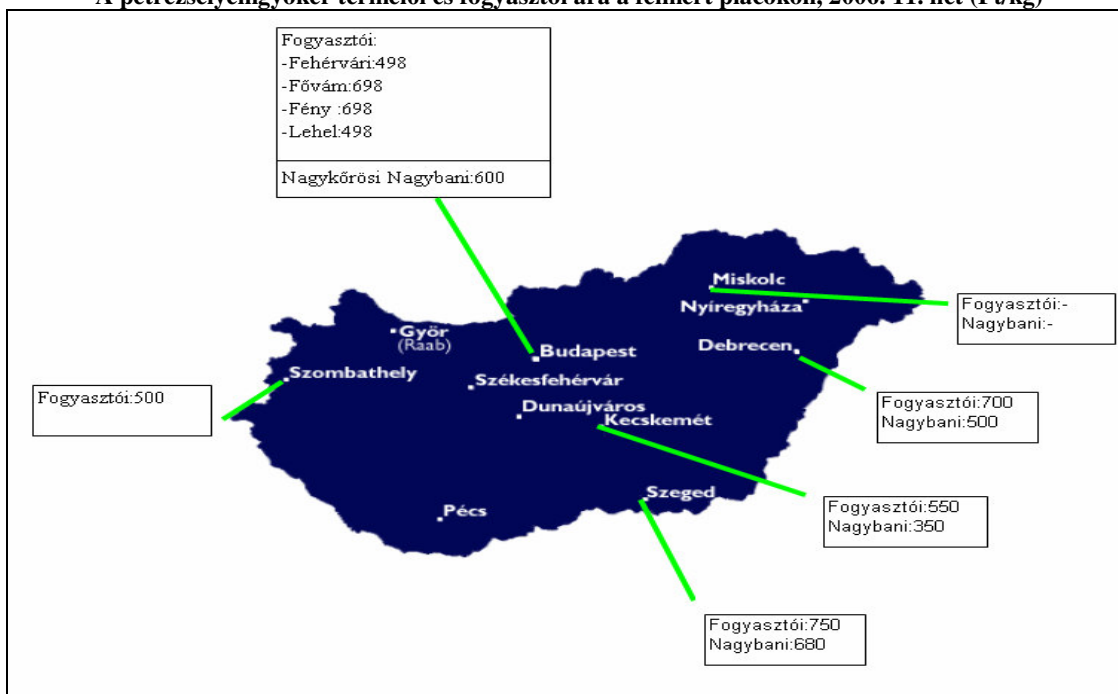 A petrezselyemgyökér termelői és fogyasztói ára a felmért piacokon, 2006. 11. hét (Ft/kg)
Fogyasztói:
-Fehérvári:498
-Fővám:698
-Fény :698
-Lehel:498
Nagykőrösi Nagybani:600
Miskolc
Nyíregyháza
Fogyasztói:-
Nagybani:-
Győr
(Raab)
Budapest
Debrecen
Szombathely
Székesfehérvár
Fogyasztói:500
Dunaújváros
Kecskemét
Fogyasztói:700
Nagybani:500
Szeged
Pécs
Fogyasztói:550
Nagybani:350
Fogyasztói:750
Nagybani:680